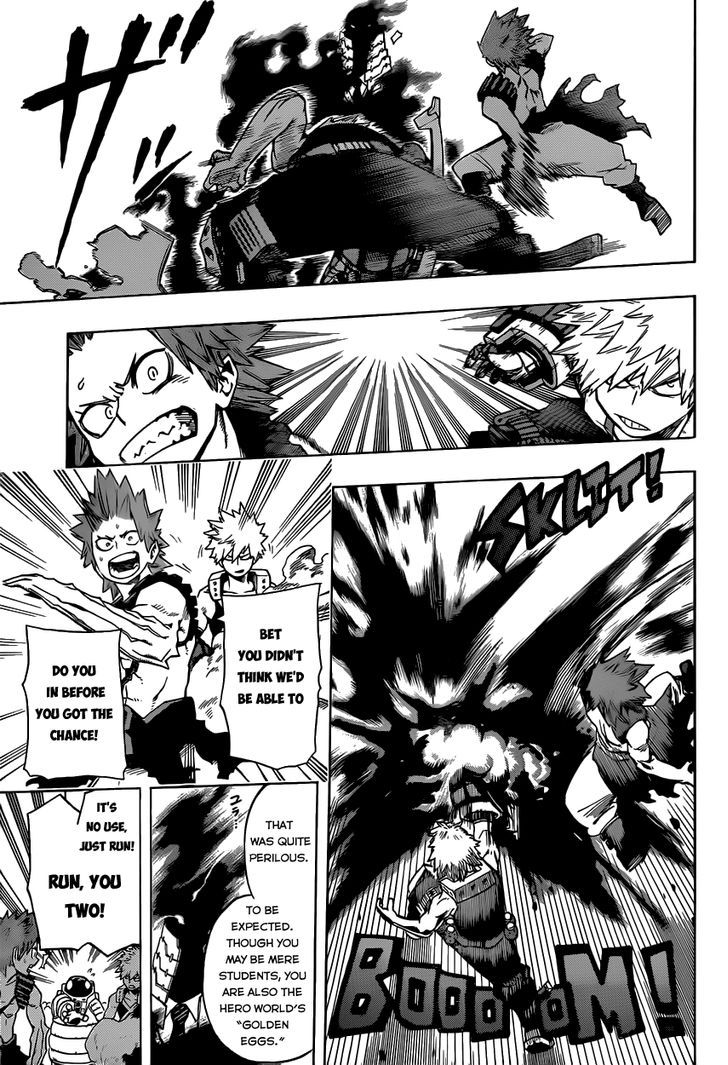 ザッ
SKLIT!
BOOOOOM!
BET
YOU DIDN'T
THINK WE'D
BE ABLE TO
DO YOU
IN BEFORE
YOU GOT THE
CHANCE!
THAT
WAS QUITE
PERILOUS.
TO BE
EXPECTED.
THOUGH YOU
MAY BE MERE
STUDENTS, YOU
ARE ALSO THE
HERO WORLD'S
"GOLDEN
EGGS."
IT'S
NO USE,
JUST RUN!
RUN, YOU
TWO!